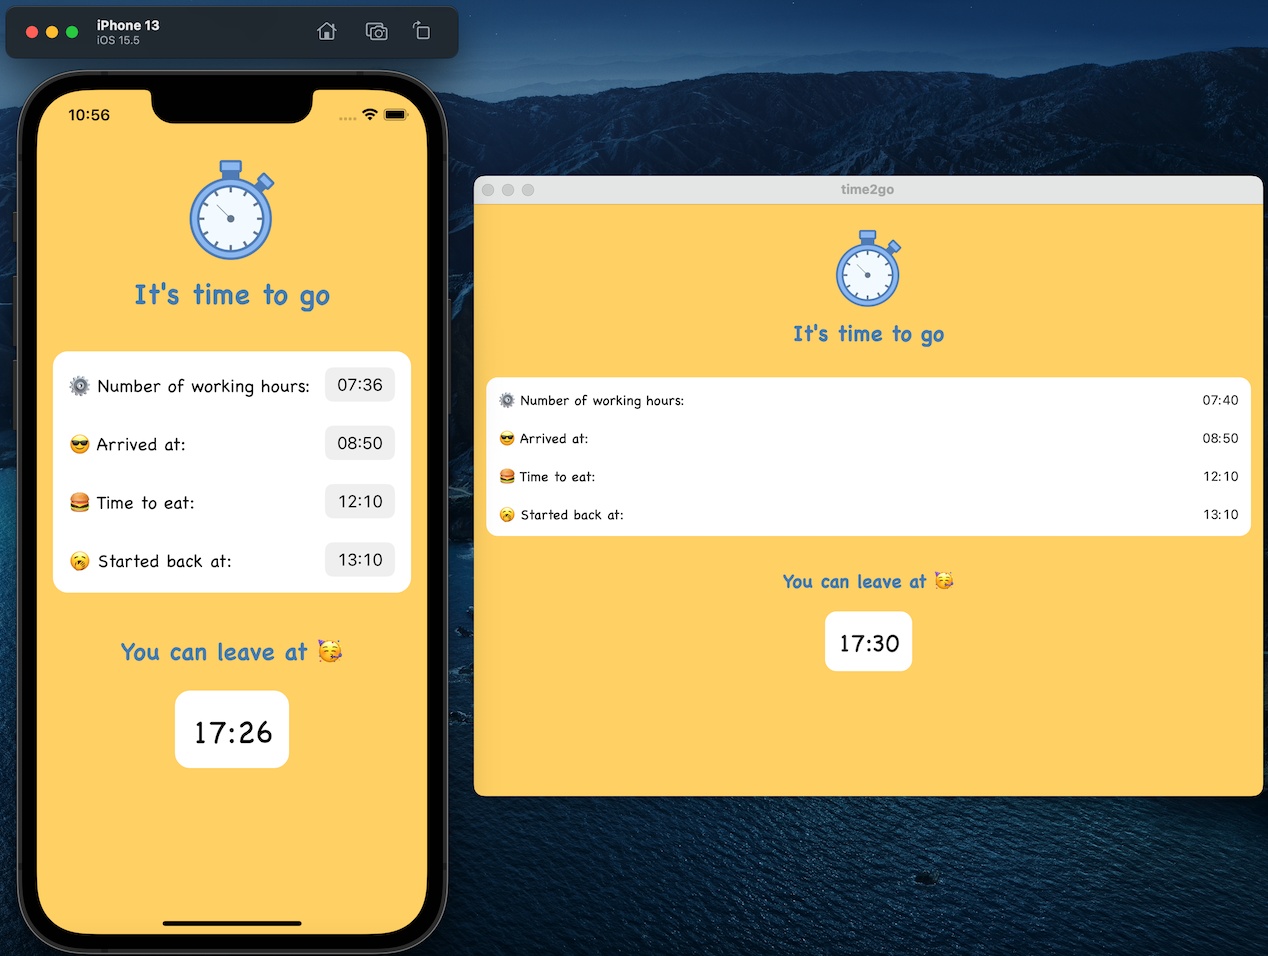 iPhone 13
iOS 15.5
10:56
It's time to go
Number of working hours: 07:36
Arrived at: 08:50
Time to eat: 12:10
Started back at: 13:10
You can leave at
17:26
time2go
It's time to go
Number of working hours: 07:40
Arrived at: 08:50
Time to eat: 12:10
Started back at: 13:10
You can leave at
17:30